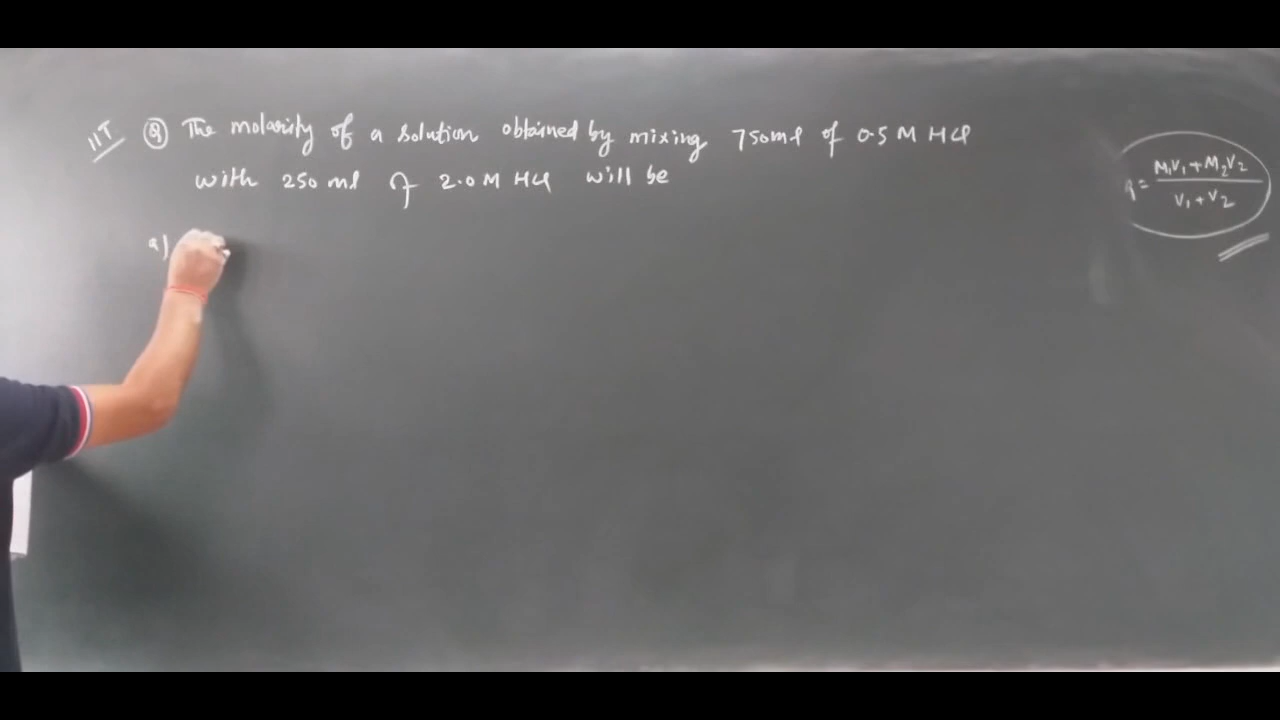 IIT Q The molarity of a solution obtained by mixing 750ml of 0.5 M HCl
with 250 ml of 2.0 M HCl will be
a)
M₁V₁ + M₂V₂
=
V₁ + V₂